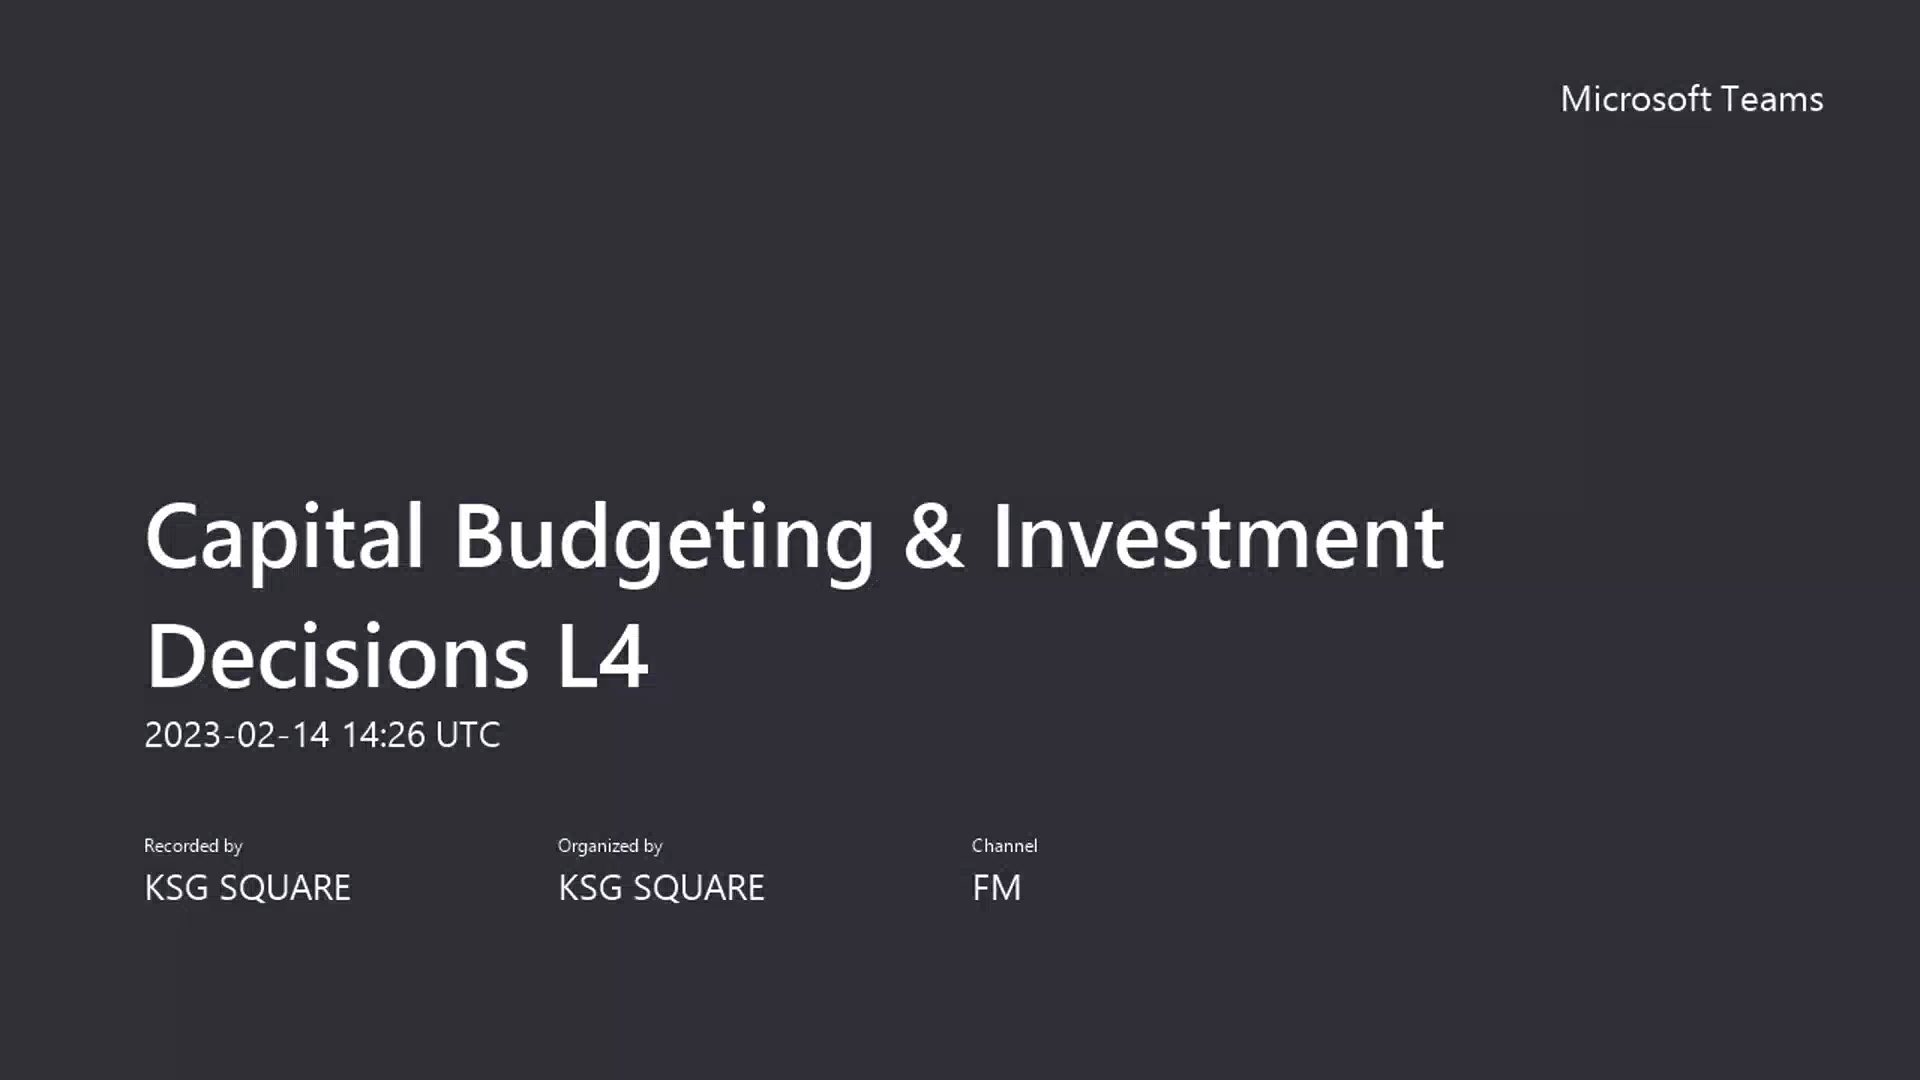 Microsoft Teams
Capital Budgeting & Investment
Decisions L4
2023-02-14 14:26 UTC
Recorded by
KSG SQUARE
Organized by
KSG SQUARE
Channel
FM